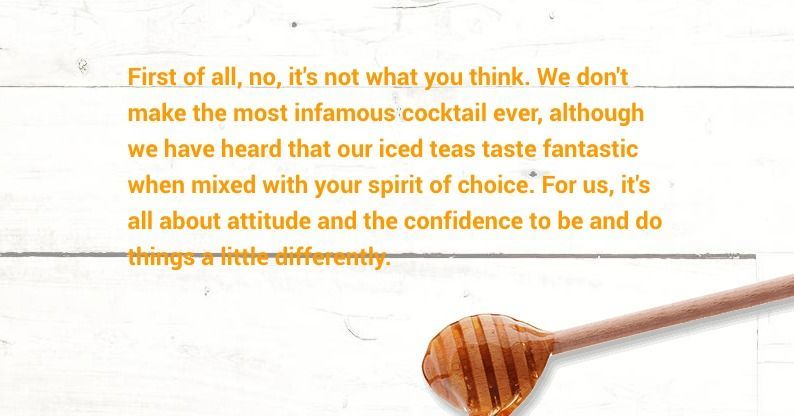 First of all, no, it's not what you think. We don't
make the most infamous cocktail ever, although
we have heard that our iced teas taste fantastic
when mixed with your spirit of choice. For us, it's
all about attitude and the confidence to be and do
things a little differently.